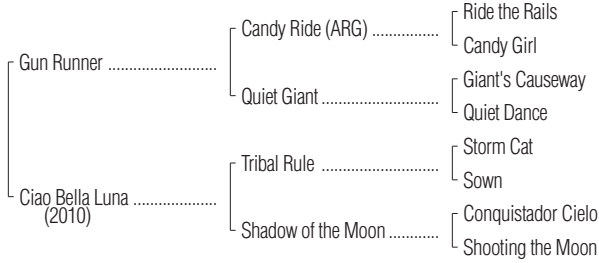 Ride the Rails
Candy Ride (ARG) ................
Candy Girl
Gun Runner ..........................
Giant's Causeway
Quiet Giant ............................
Quiet Dance
Storm Cat
Tribal Rule ............................
Sown
Ciao Bella Luna ....................
(2010)
Conquistador Cielo
Shadow of the Moon ............
Shooting the Moon